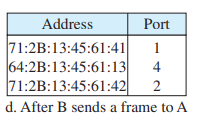 Address Port
71:2B:13:45:61:41 1
64:2B:13:45:61:13 4
71:2B:13:45:61:42 2
d. After B sends a frame to A